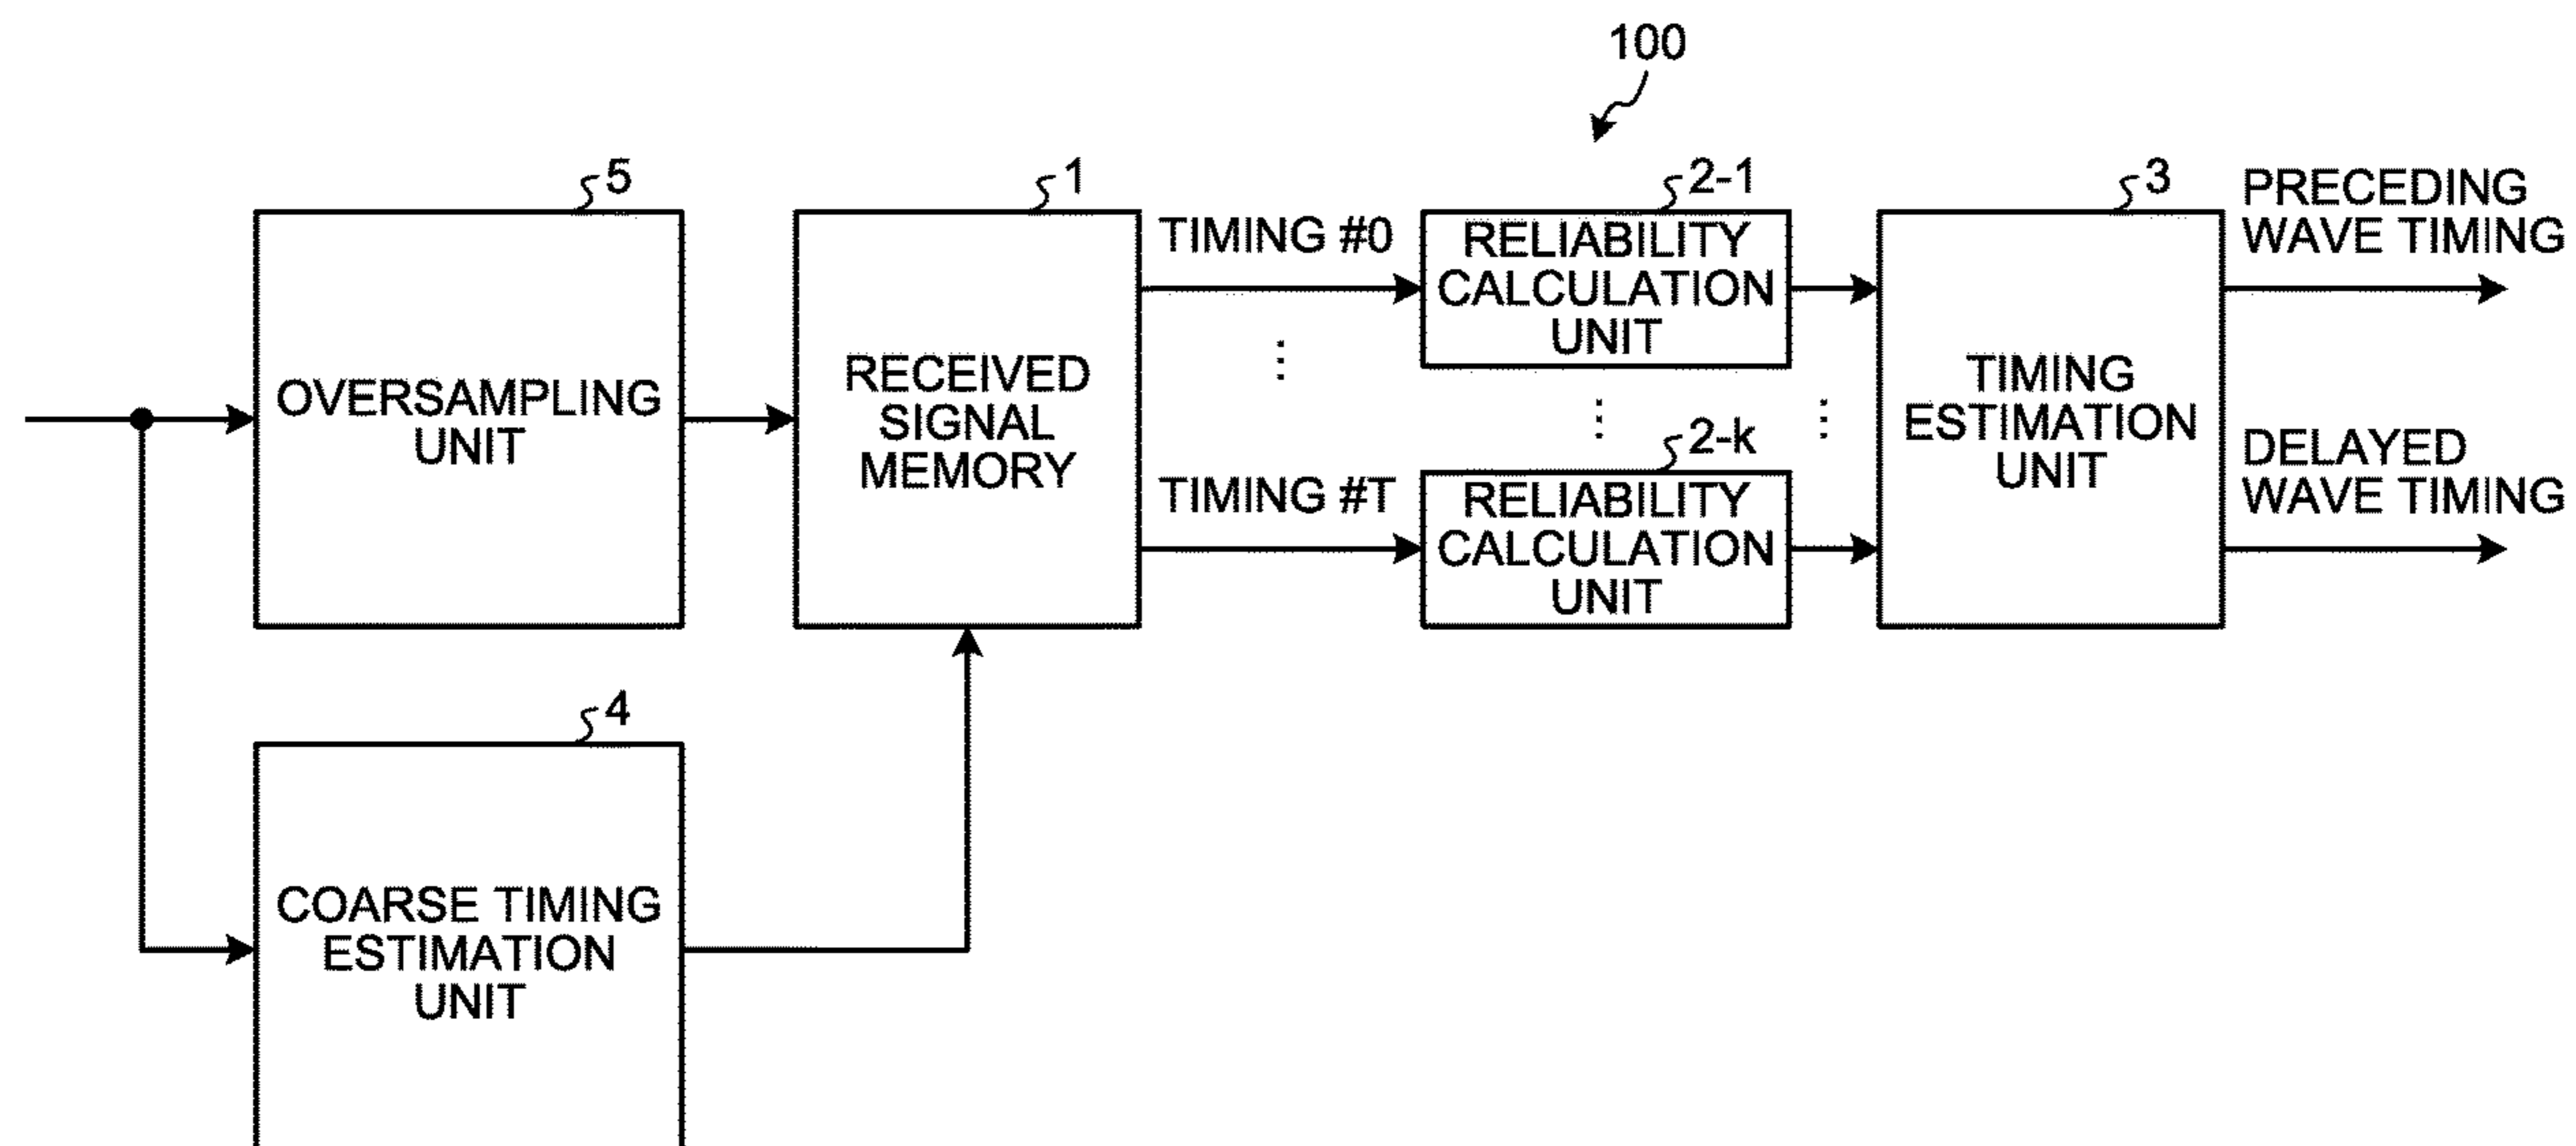 100
5
OVERSAMPLING
UNIT
1
RECEIVED
SIGNAL
MEMORY
TIMING #0
TIMING #T
2-1
RELIABILITY
CALCULATION
UNIT
2-k
RELIABILITY
CALCULATION
UNIT
3
TIMING
ESTIMATION
UNIT
PRECEDING
WAVE TIMING
DELAYED
WAVE TIMING
4
COARSE TIMING
ESTIMATION
UNIT